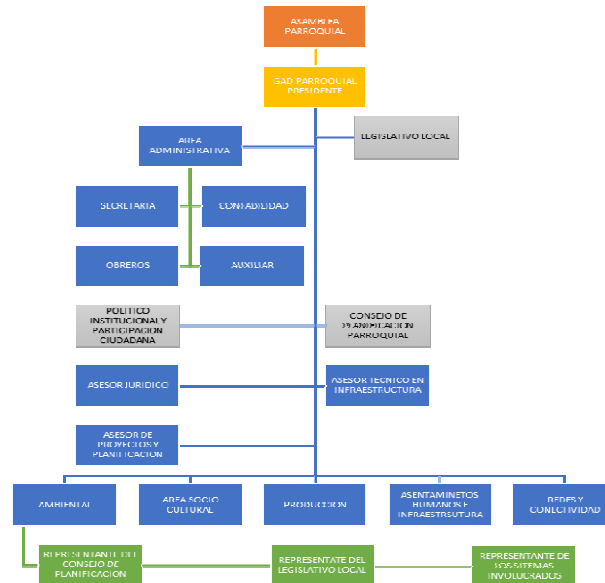 ASAMBLEA
PARROQUIAL
GAD PARROQUIAL
PRESIDENTE
LEGISLATIVO LOCAL
AREA
ADMINISTRATIVA
SECRETARIA
CONTABILIDAD
OBREROS
AUXILIAR
POLITICO
INSTITUCIONAL Y
PARTICIPACION
CIUDADANA
CONSEJO DE
PLANIFICACION
PARROQUIAL
ASESOR JURIDICO
ASESOR TECNICO EN
INFRAESTRUCTURA
ASESOR DE
PROYECTOS Y
PLANIFICACION
AMBIENTAL
AREA SOCIO
CULTURAL
PRODUCCION
ASENTAMINETOS
HUMANOS E
INFRAESTRSUTURA
REDES Y
CONECTIVIDAD
REPRESENTANTE DEL
CONSEJO DE
PLANIFICACION
REPRESENTATE DEL
LEGISLATIVO LOCAL
REPRESENTANTE DE
LOS SITEMAS
INVOLUCRADOS